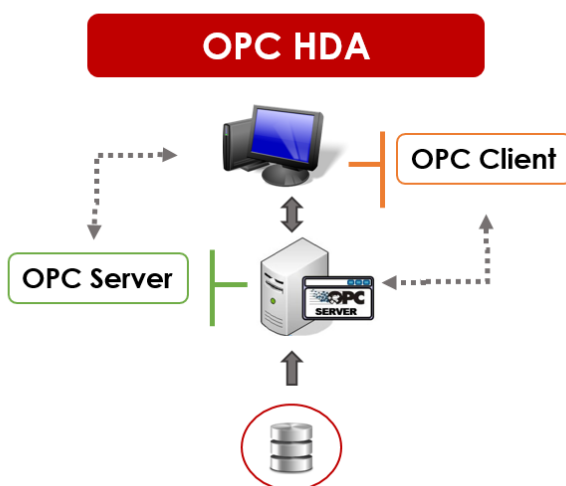 OPC HDA
OPC Client
OPC Server
OPC
SERVER